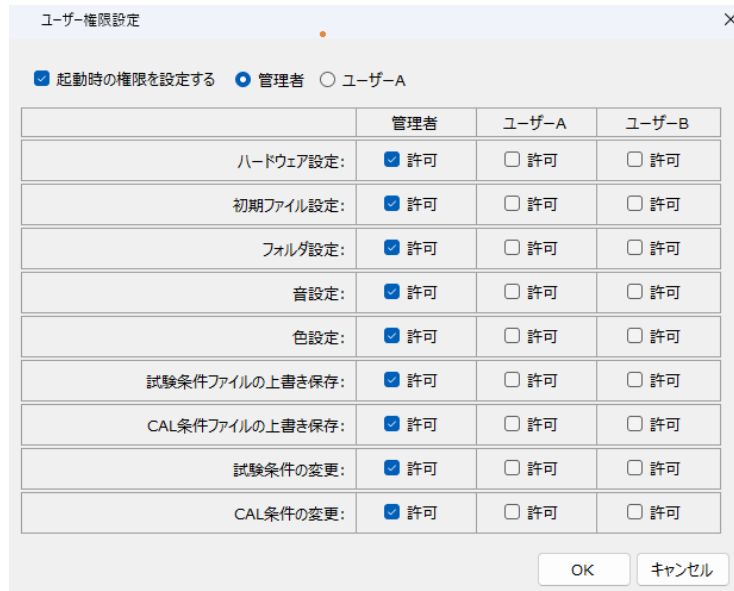 ユーザー権限設定
起動時の権限を設定する 管理者 ユーザーA
管理者 ユーザーA ユーザーB
ハードウェア設定: 許可 許可 許可
初期ファイル設定: 許可 許可 許可
フォルダ設定: 許可 許可 許可
音設定: 許可 許可 許可
色設定: 許可 許可 許可
試験条件ファイルの上書き保存: 許可 許可 許可
CAL条件ファイルの上書き保存: 許可 許可 許可
試験条件の変更: 許可 許可 許可
CAL条件の変更: 許可 許可 許可
OK キャンセル